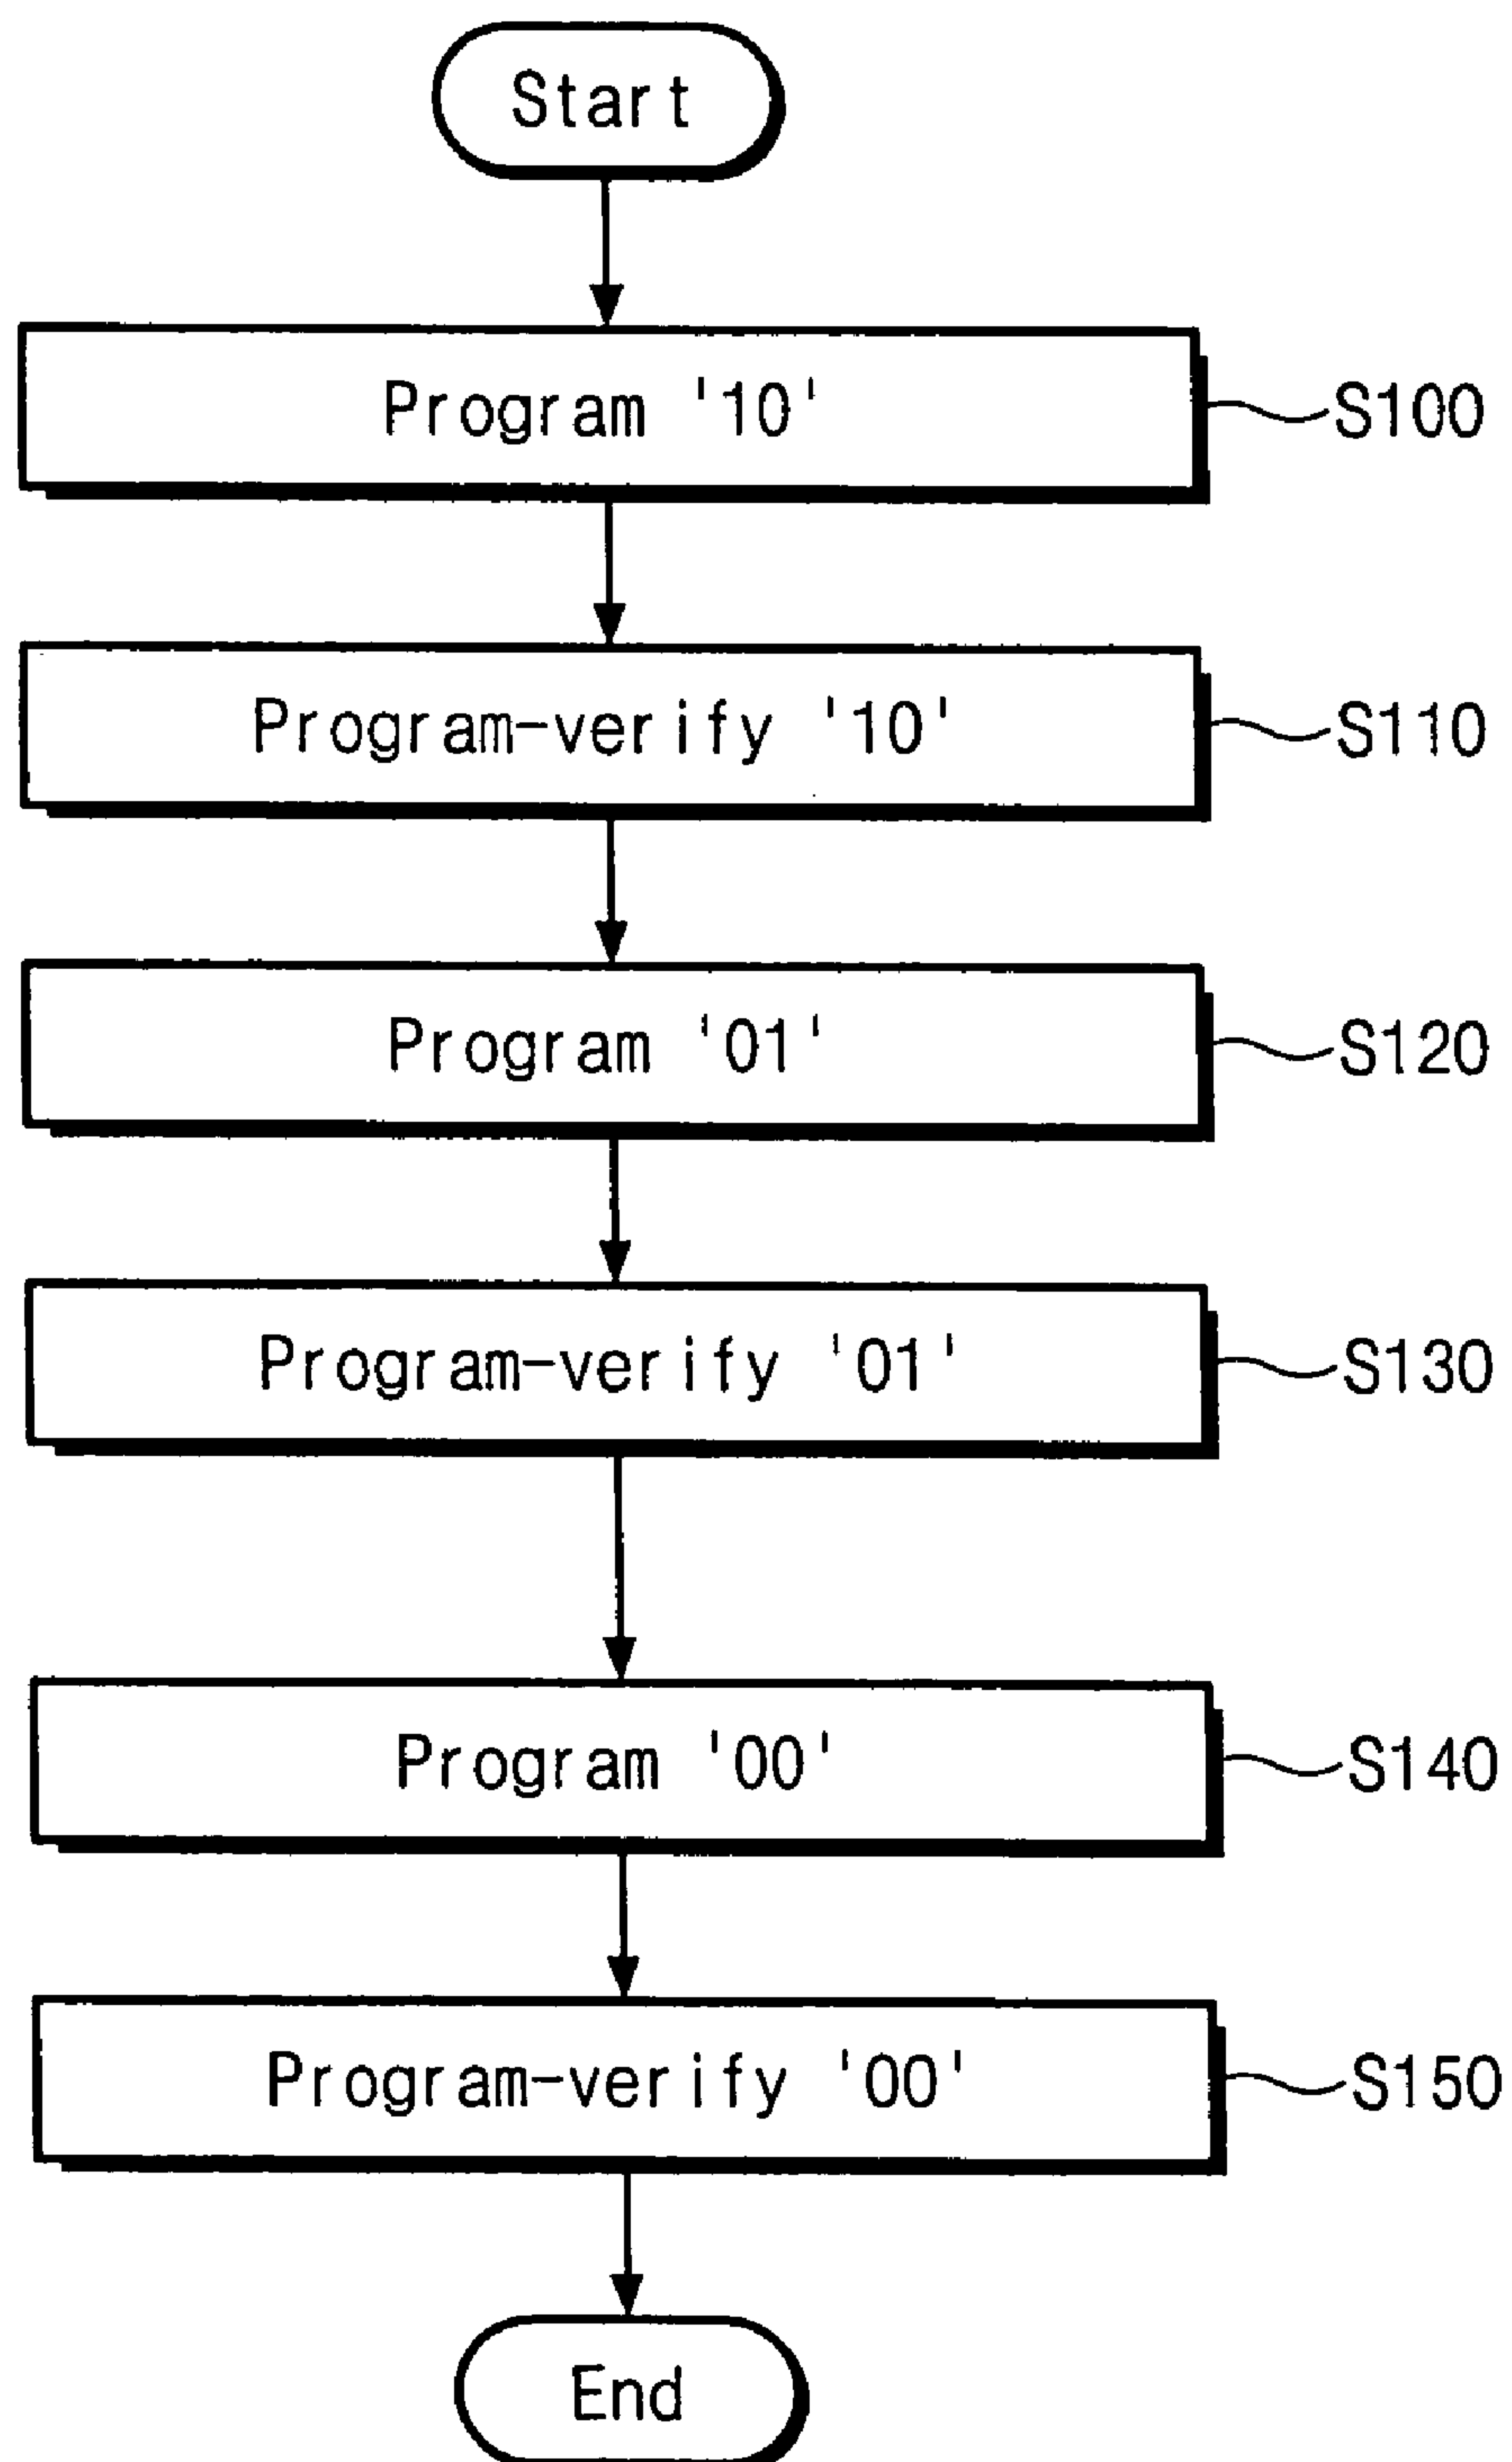 Start
Program '10'
S100
Program-verify '10'
S110
Program '01'
S120
Program-verify '01'
S130
Program '00'
S140
Program-verify '00'
S150
End